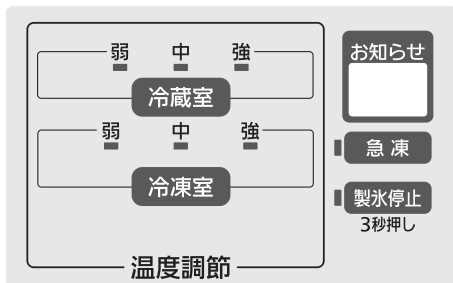 弱 中 強
冷蔵室
弱 中 強
冷凍室
温度調節
お知らせ
急凍
製氷停止
3秒押し